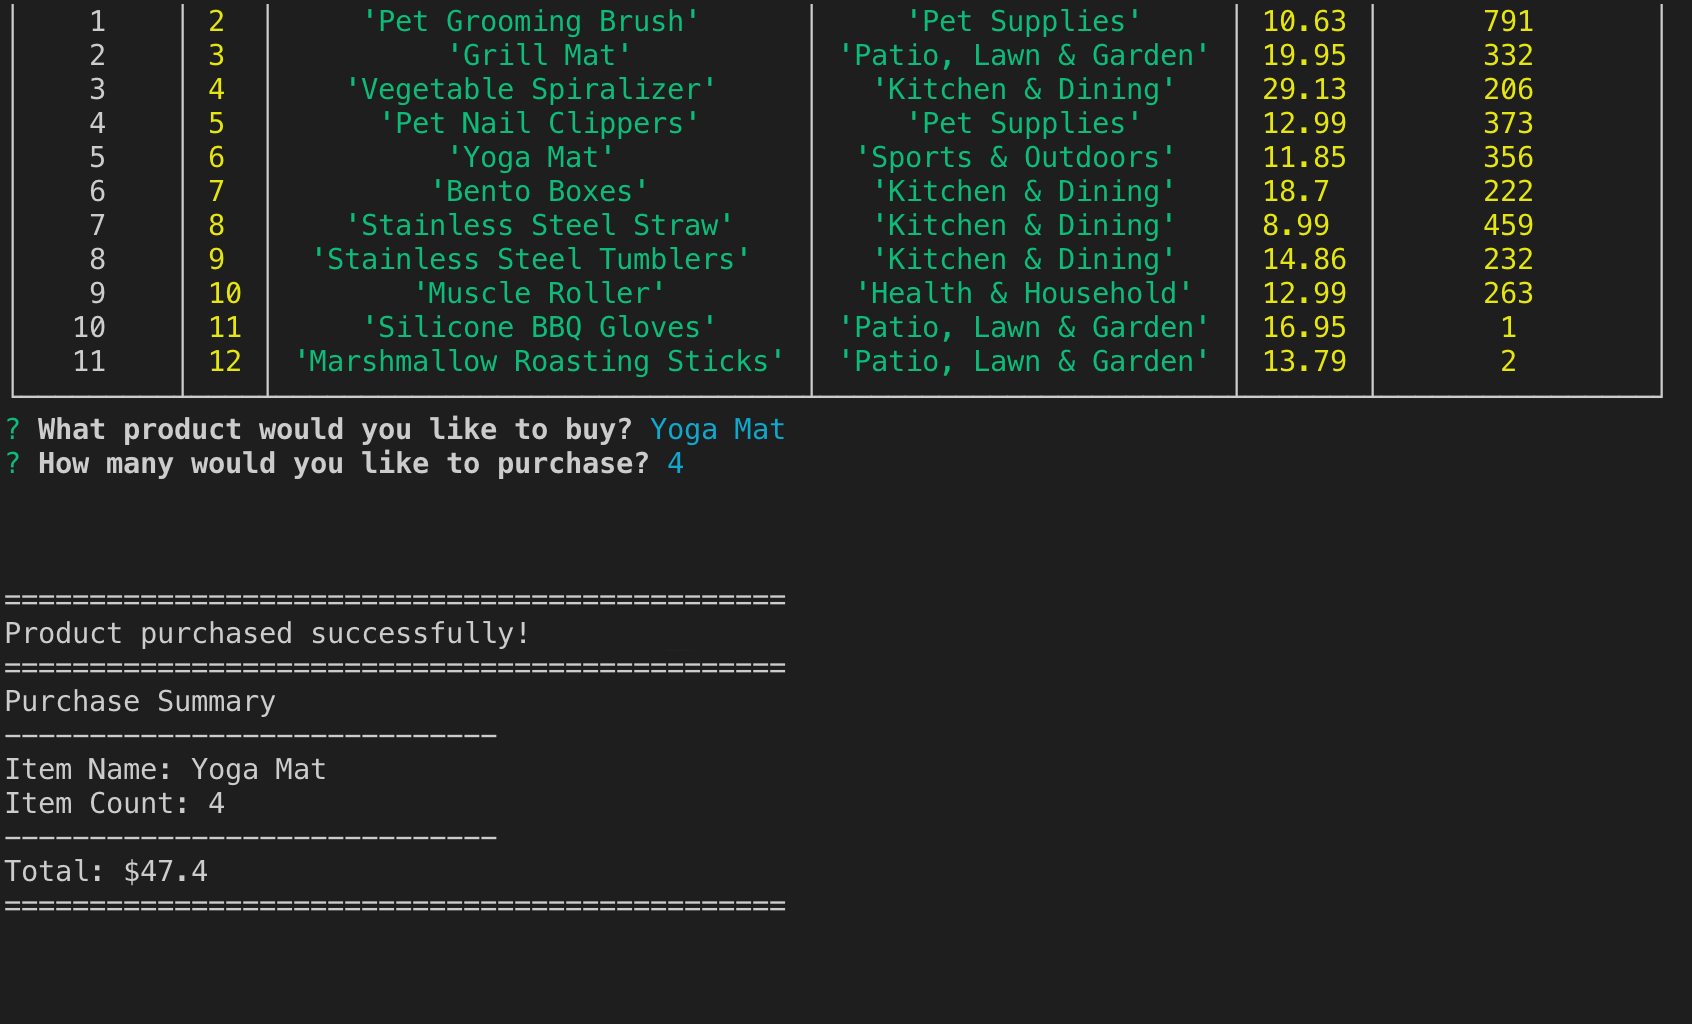 1 2 'Pet Grooming Brush' 'Pet Supplies' 10.63 791
2 3 'Grill Mat' 'Patio, Lawn & Garden' 19.95 332
3 4 'Vegetable Spiralizer' 'Kitchen & Dining' 29.13 206
4 5 'Pet Nail Clippers' 'Pet Supplies' 12.99 373
5 6 'Yoga Mat' 'Sports & Outdoors' 11.85 356
6 7 'Bento Boxes' 'Kitchen & Dining' 18.7 222
7 8 'Stainless Steel Straw' 'Kitchen & Dining' 8.99 459
8 9 'Stainless Steel Tumblers' 'Kitchen & Dining' 14.86 232
9 10 'Muscle Roller' 'Health & Household' 12.99 263
10 11 'Silicone BBQ Gloves' 'Patio, Lawn & Garden' 16.95 1
11 12 'Marshmallow Roasting Sticks' 'Patio, Lawn & Garden' 13.79 2
? What product would you like to buy? Yoga Mat
? How many would you like to purchase? 4
==============================================
Product purchased successfully!
==============================================
Purchase Summary
-----------------------------
Item Name: Yoga Mat
Item Count: 4
-----------------------------
Total: $47.4
==============================================